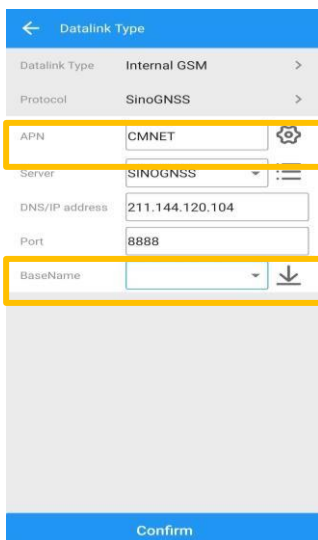 Datalink Type
Datalink Type Internal GSM
Protocol SinoGNSS
APN CMNET
Server SINOGNSS
DNS/IP address 211.144.120.104
Port 8888
BaseName
Confirm